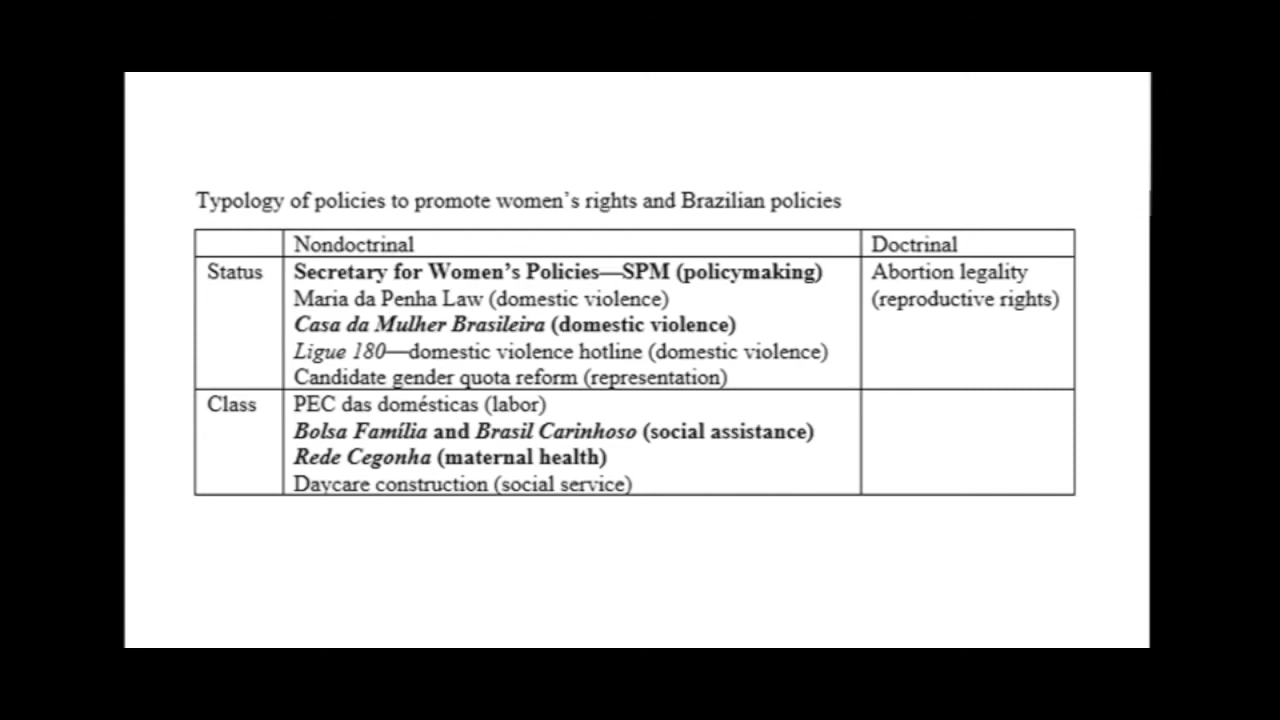 Typology of policies to promote women's rights and Brazilian policies
Nondoctrinal Doctrinal
Status Secretary for Women's Policies—SPM (policymaking) Abortion legality
Maria da Penha Law (domestic violence) (reproductive rights)
Casa da Mulher Brasileira (domestic violence)
Ligue 180—domestic violence hotline (domestic violence)
Candidate gender quota reform (representation)
Class PEC das domésticas (labor)
Bolsa Família and Brasil Carinhoso (social assistance)
Rede Cegonha (maternal health)
Daycare construction (social service)